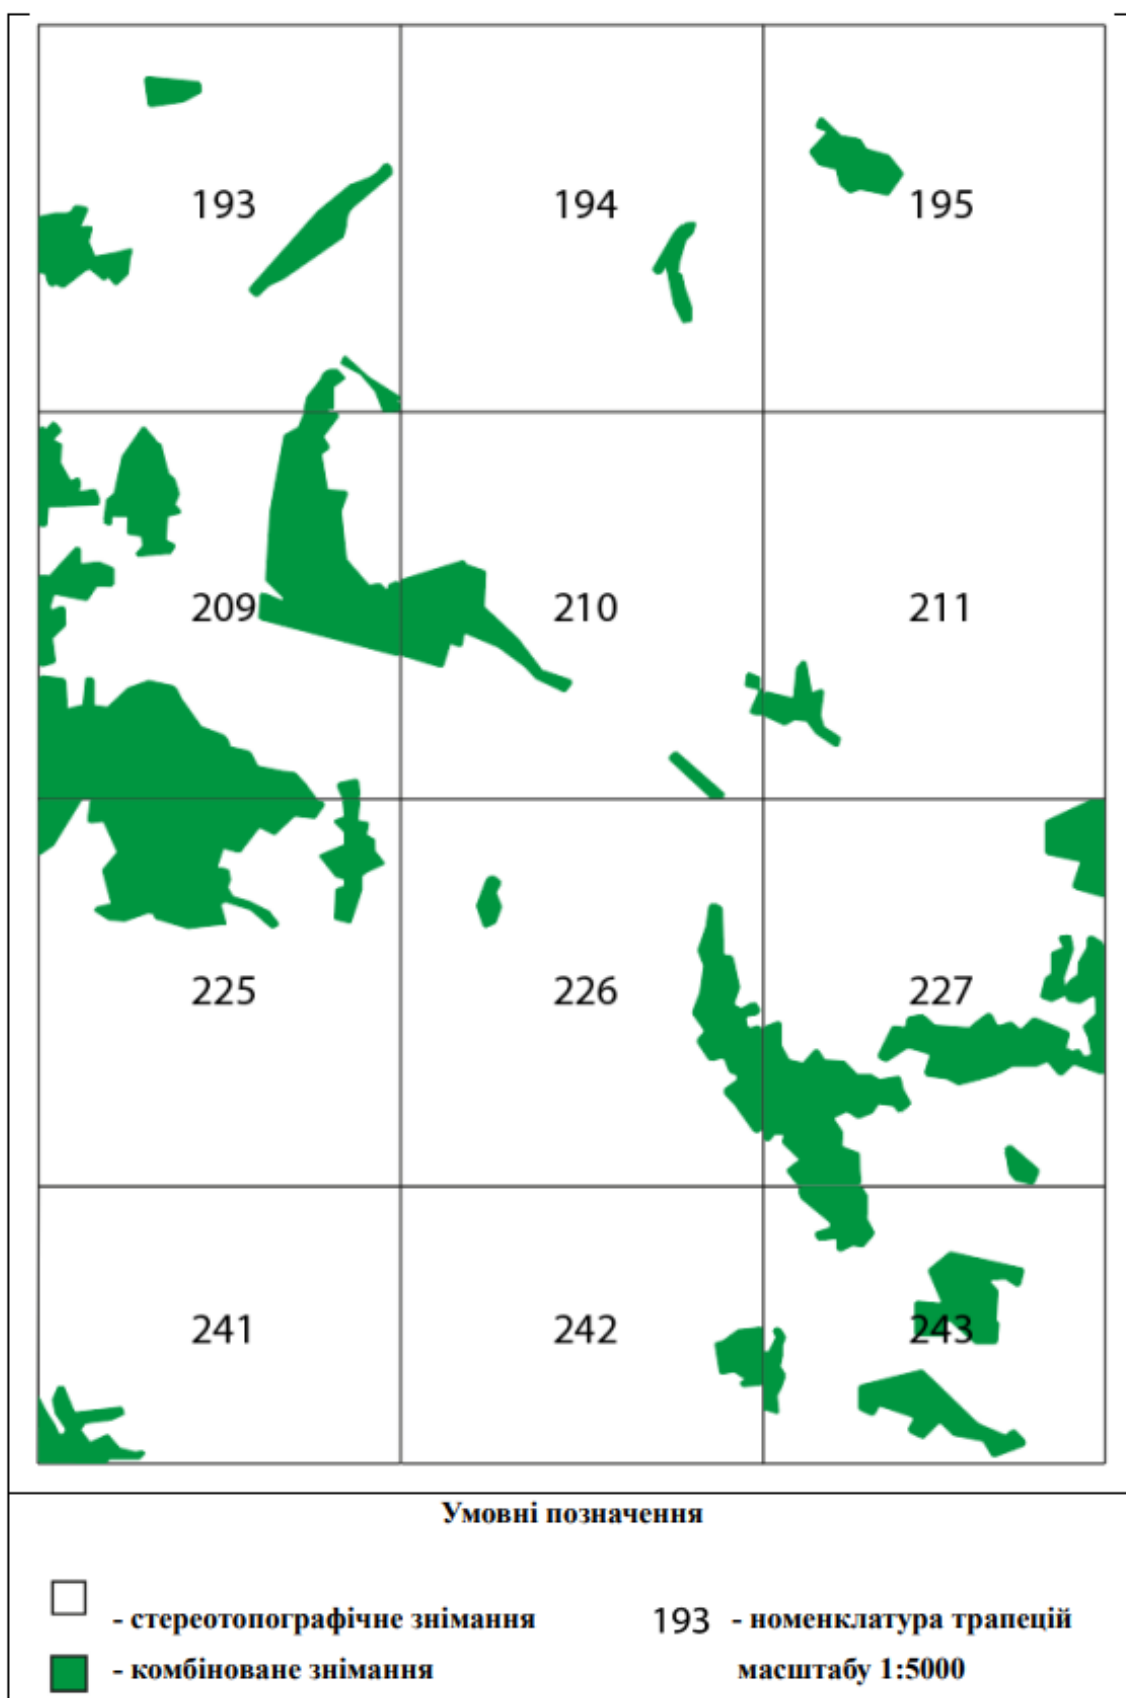 193 194 195
209 210 211
225 226 227
241 242 243
Умовні позначення
- стереотопографічне знімання
193 - номенклатура трапецій
- комбіноване знімання
масштабу 1:5000